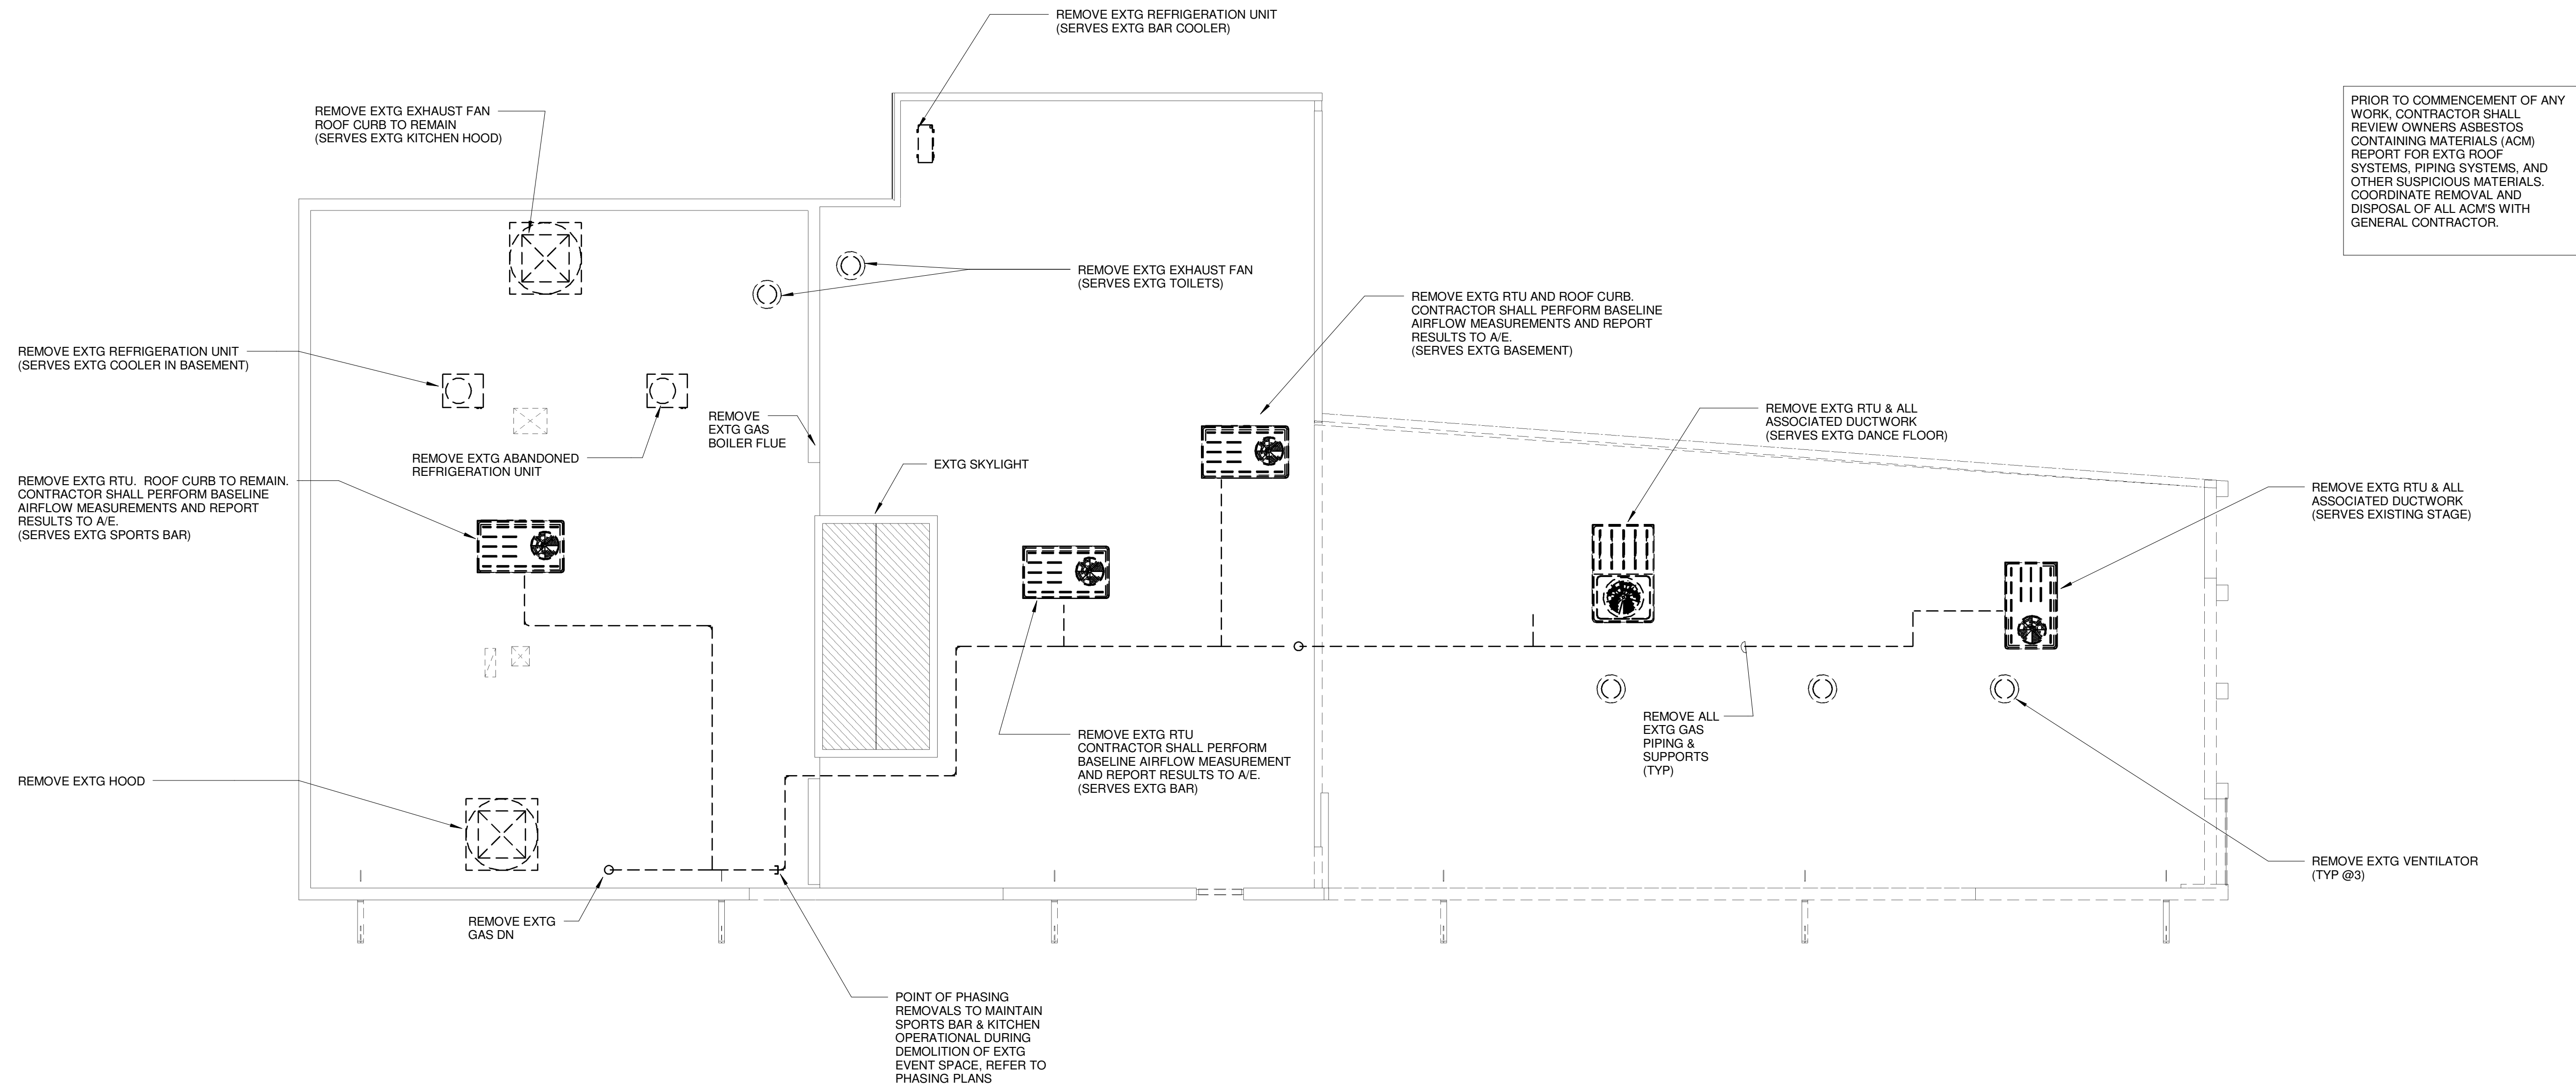 REMOVE EXTG REFRIGERATION UNIT
(SERVES EXTG BAR COOLER)
PRIOR TO COMMENCEMENT OF ANY
WORK, CONTRACTOR SHALL
REVIEW OWNERS ASBESTOS
CONTAINING MATERIALS (ACM)
REPORT FOR EXTG ROOF
SYSTEMS, PIPING SYSTEMS, AND
OTHER SUSPICIOUS MATERIALS.
COORDINATE REMOVAL AND
DISPOSAL OF ALL ACM'S WITH
GENERAL CONTRACTOR.
REMOVE EXTG EXHAUST FAN
ROOF CURB TO REMAIN
(SERVES EXTG KITCHEN HOOD)
REMOVE EXTG EXHAUST FAN
(SERVES EXTG TOILETS)
REMOVE EXTG RTU AND ROOF CURB.
CONTRACTOR SHALL PERFORM BASELINE
AIRFLOW MEASUREMENTS AND REPORT
RESULTS TO A/E.
(SERVES EXTG BASEMENT)
REMOVE EXTG REFRIGERATION UNIT
(SERVES EXTG COOLER IN BASEMENT)
REMOVE
EXTG GAS
BOILER FLUE
REMOVE EXTG RTU & ALL
ASSOCIATED DUCTWORK
(SERVES EXTG DANCE FLOOR)
REMOVE EXTG ABANDONED
REFRIGERATION UNIT
EXTG SKYLIGHT
REMOVE EXTG RTU.  ROOF CURB TO REMAIN.
CONTRACTOR SHALL PERFORM BASELINE
AIRFLOW MEASUREMENTS AND REPORT
RESULTS TO A/E.
(SERVES EXTG SPORTS BAR)
REMOVE EXTG RTU & ALL
ASSOCIATED DUCTWORK
(SERVES EXISTING STAGE)
REMOVE ALL
EXTG GAS
PIPING &
SUPPORTS
(TYP)
REMOVE EXTG RTU
CONTRACTOR SHALL PERFORM
BASELINE AIRFLOW MEASUREMENT
AND REPORT RESULTS TO A/E.
(SERVES EXTG BAR)
REMOVE EXTG HOOD
REMOVE EXTG VENTILATOR
(TYP @3)
REMOVE EXTG
GAS DN
POINT OF PHASING
REMOVALS TO MAINTAIN
SPORTS BAR & KITCHEN
OPERATIONAL DURING
DEMOLITION OF EXTG
EVENT SPACE, REFER TO
PHASING PLANS